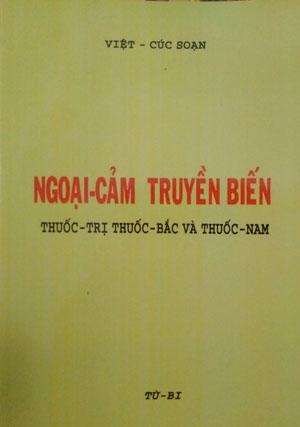 VIỆT - CÚC SOẠN
NGOẠI-CẢM TRUYỀN BIẾN
THUỐC-TRỊ THUỐC-BẮC VÀ THUỐC-NAM
TỪ-BI